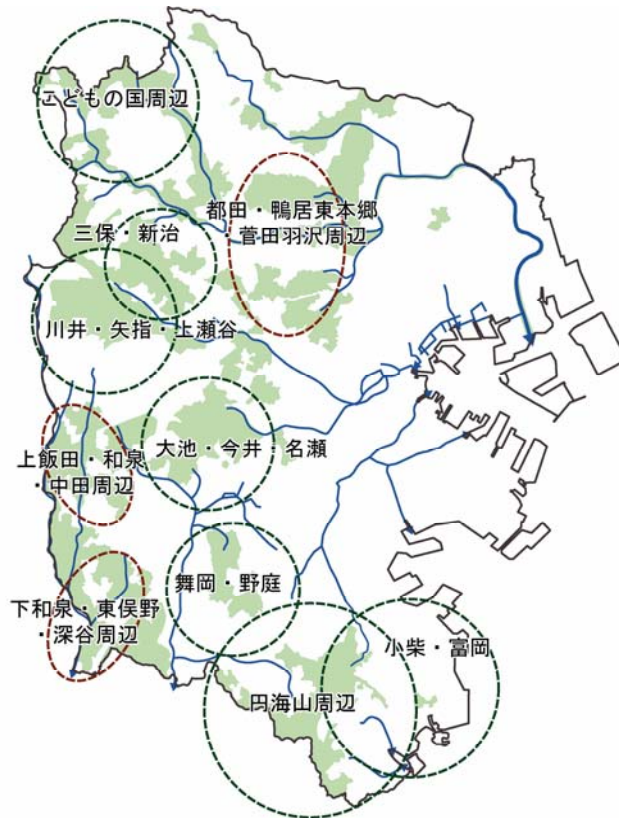 こどもの国周辺
都田・鴨居東本郷
・菅田羽沢周辺
三保・新治
川井・矢指・上瀬谷
大池・今井・名瀬
上飯田・和泉
・中田周辺
舞岡・野庭
下和泉・東俣野
・深谷周辺
小柴・富岡
円海山周辺